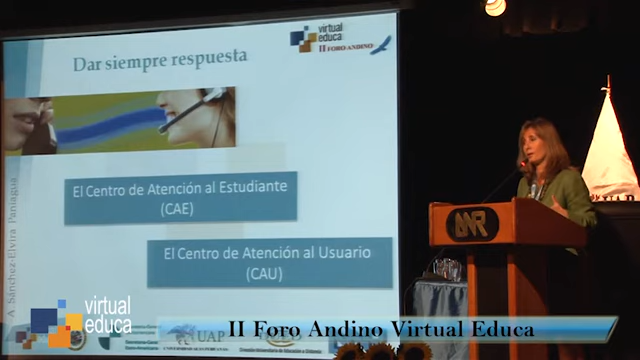 virtual
educa
II FORO ANDINO
Dar siempre respuesta
El Centro de Atención al Estudiante
(CAE)
El Centro de Atención al Usuario
(CAU)
A Sánchez-Elvira Paniagua
ANR
virtual
educa
UAP
II Foro Andino Virtual Educa